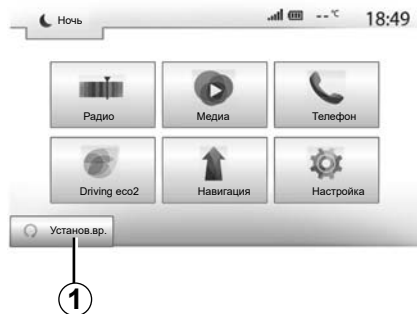 Ночь
--°C
18:49
Радио
Медиа
Телефон
Driving eco2
Навигация
Настройка
Установ.вр.
1